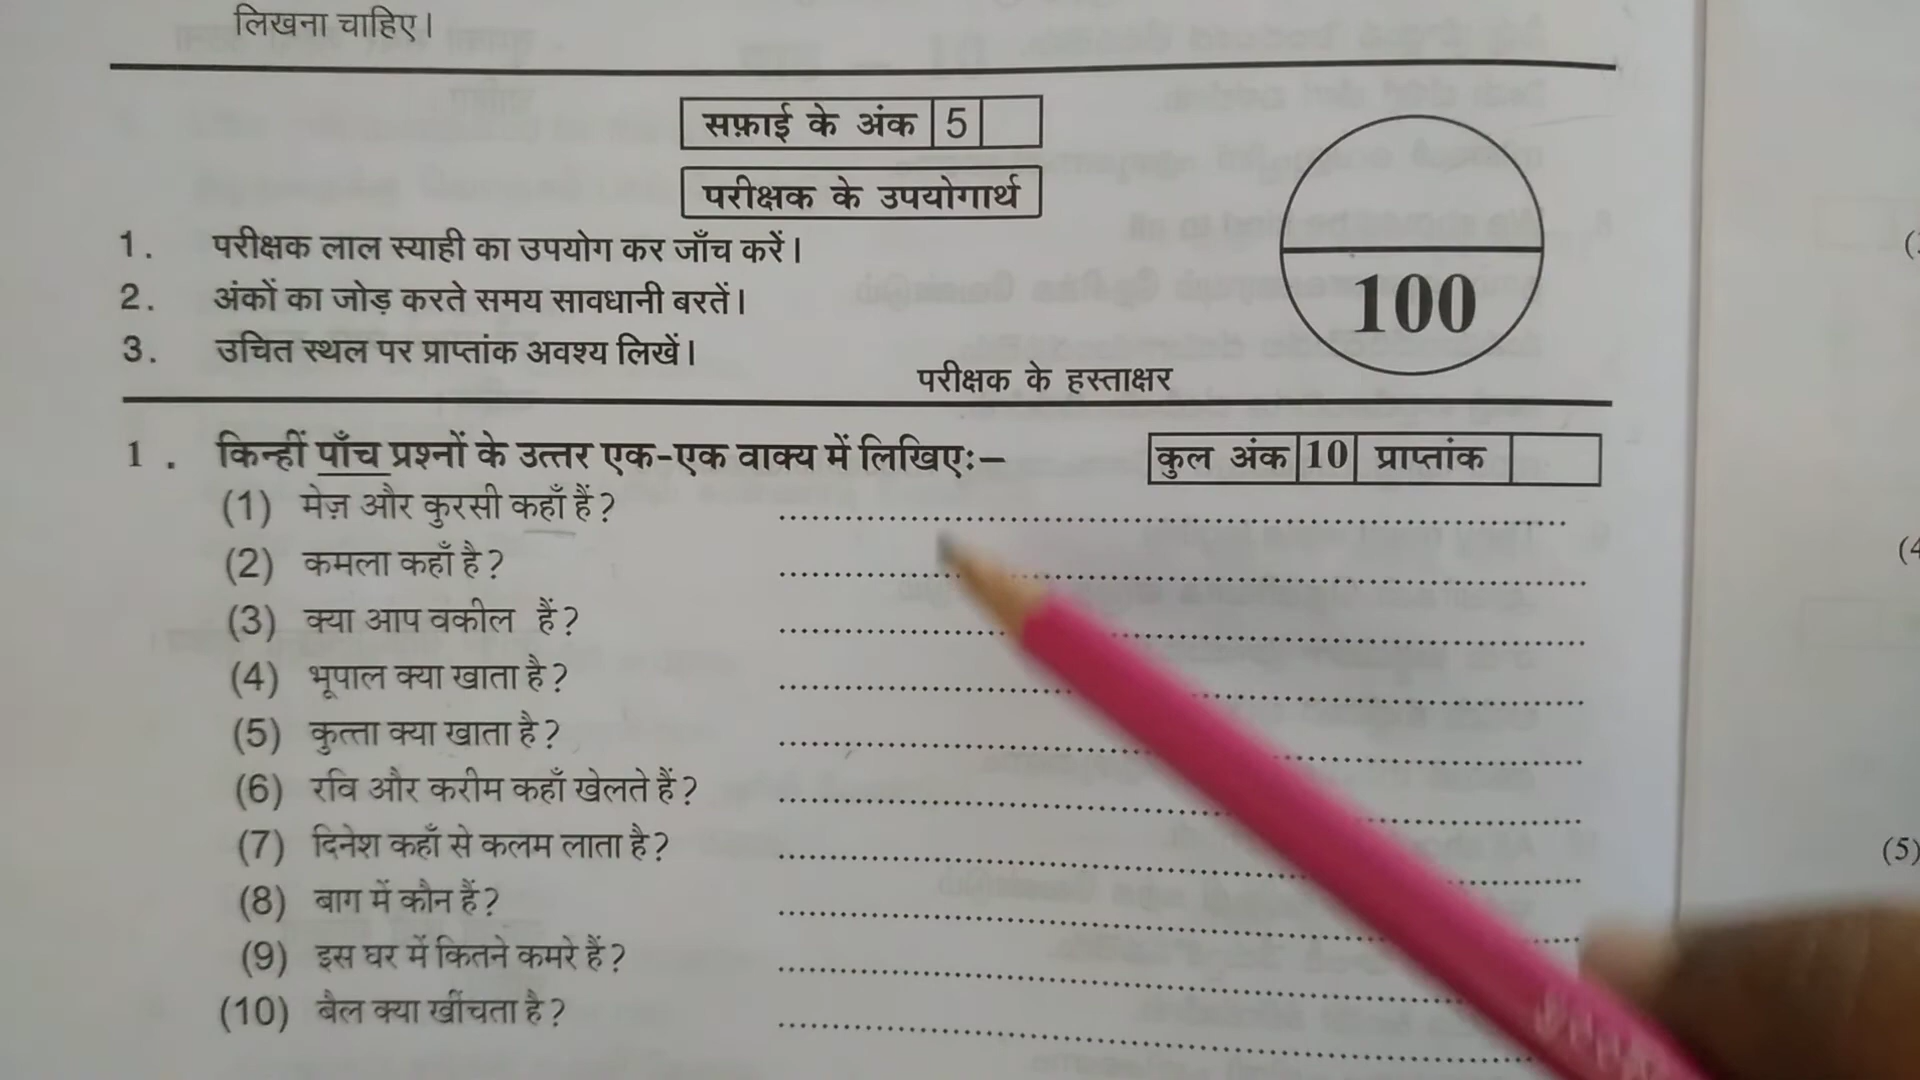 लिखना चाहिए।
सफ़ाई के अंक 5
परीक्षक के उपयोगार्थ
1. परीक्षक लाल स्याही का उपयोग कर जाँच करें।
2. अंकों का जोड़ करते समय सावधानी बरतें।
3. उचित स्थल पर प्राप्तांक अवश्य लिखें।
100
परीक्षक के हस्ताक्षर
1. किन्हीं पाँच प्रश्नों के उत्तर एक-एक वाक्य में लिखिए:– कुल अंक 10 प्राप्तांक
(1) मेज़ और कुरसी कहाँ हैं? ........................
(2) कमला कहाँ है? ........................
(3) क्या आप वकील हैं? ........................
(4) भूपाल क्या खाता है? ........................
(5) कुत्ता क्या खाता है? ........................
(6) रवि और करीम कहाँ खेलते हैं? ........................
(7) दिनेश कहाँ से कलम लाता है? ........................
(8) बाग में कौन हैं? ........................
(9) इस घर में कितने कमरे हैं? ........................
(10) बैल क्या खींचता है? ........................
(4
(5)